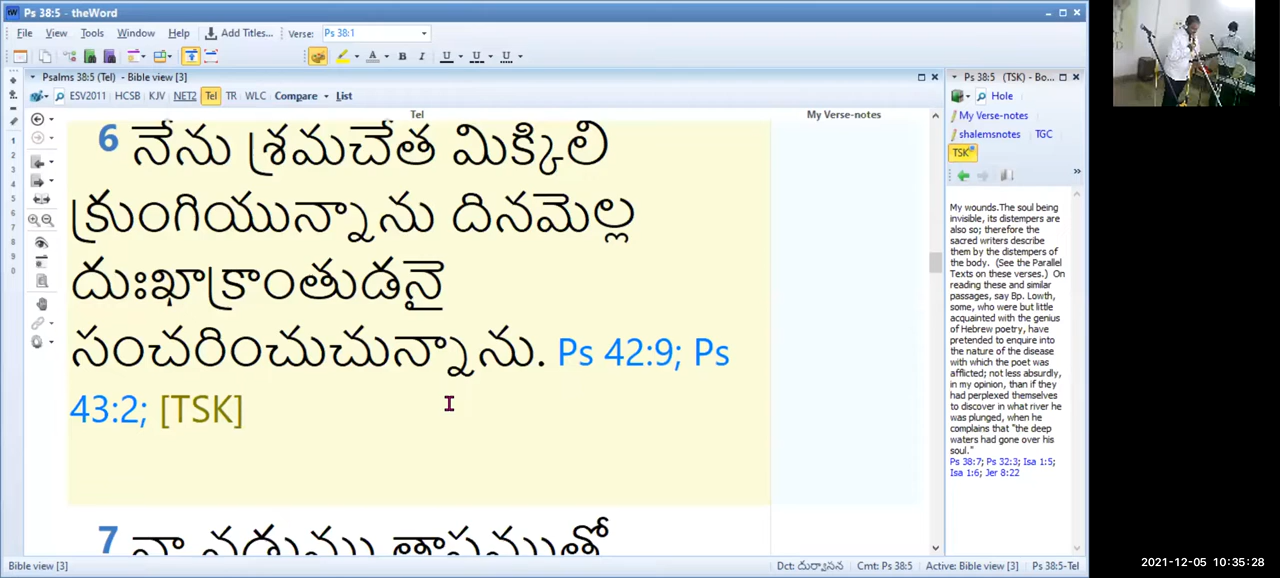 Ps 38:5 - theWord
File View Tools Window Help Add Titles... Verse: Ps 38:1
Psalms 38:5 (Tel) - Bible view [3]
ESV2011 HCSB KJV NET2 Tel TR WLC Compare List
Tel My Verse-notes
6 నేను శ్రమచేత మిక్కిలి
క్రుంగియున్నాను దినమెల్ల
దుఃఖాక్రాంతుడనై
సంచరించుచున్నాను. Ps 42:9; Ps
43:2; [TSK]
7 నా నడుము తాపముతో
Ps 38:5 (TSK) - Bo...
Hole
My Verse-notes
shalemsnotes TGC
TSK
My wounds.The soul being
invisible, its distempers are
also so; therefore the
sacred writers describe
them by the distempers of
the body. (See the Parallel
Texts on these verses.) On
reading these and similar
passages, say Bp. Lowth,
some, who were but little
acquainted with the genius
of Hebrew poetry, have
pretended to enquire into
the nature of the disease
with which the poet was
afflicted; not less absurdly,
in my opinion, than if they
had perplexed themselves
to discover in what river he
was plunged, when he
complains that "the deep
waters had gone over his
soul."
Ps 38:7; Ps 32:3; Isa 1:5;
Isa 1:6; Jer 8:22
Bible view [3] Dct: దుర్వాసన Cmt: Ps 38:5 Active: Bible view [3] Ps 38:5-Tel
2021-12-05 10:35:28